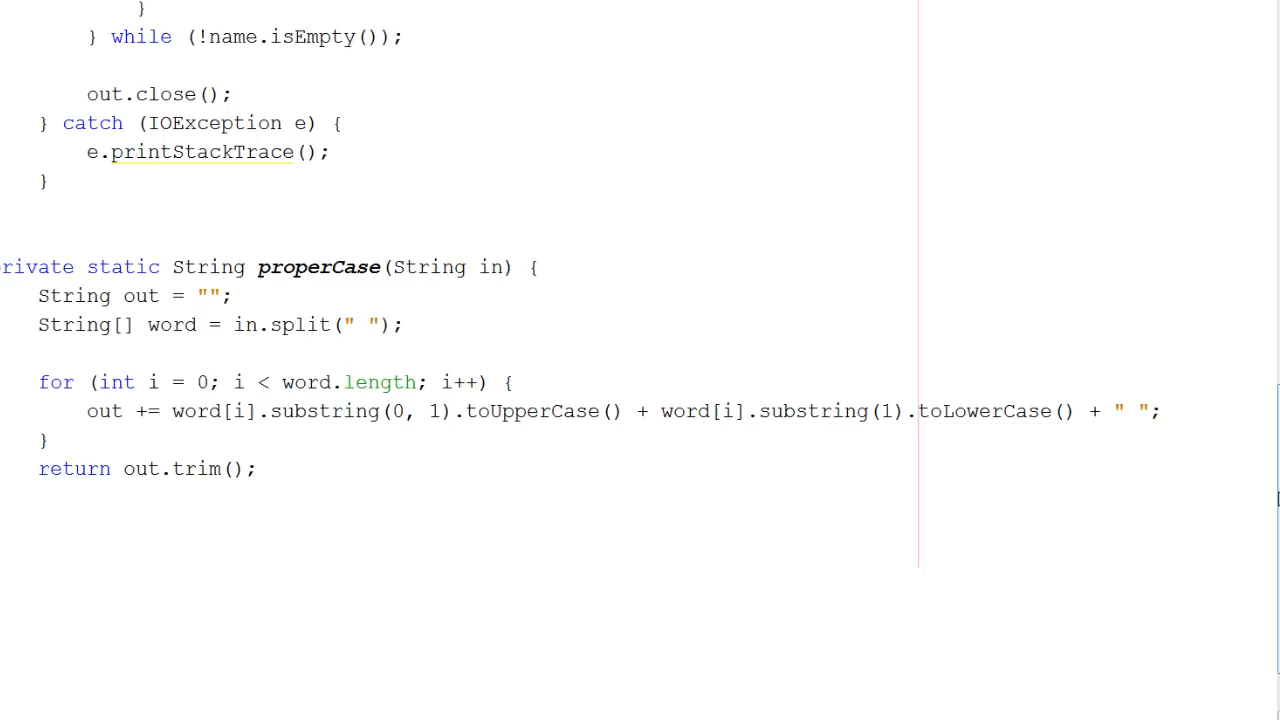 }
} while (!name.isEmpty());
out.close();
} catch (IOException e) {
e.printStackTrace();
}
rivate static String properCase(String in) {
String out = "";
String[] word = in.split(" ");
for (int i = 0; i < word.length; i++) {
out += word[i].substring(0, 1).toUpperCase() + word[i].substring(1).toLowerCase() + " ";
}
return out.trim();